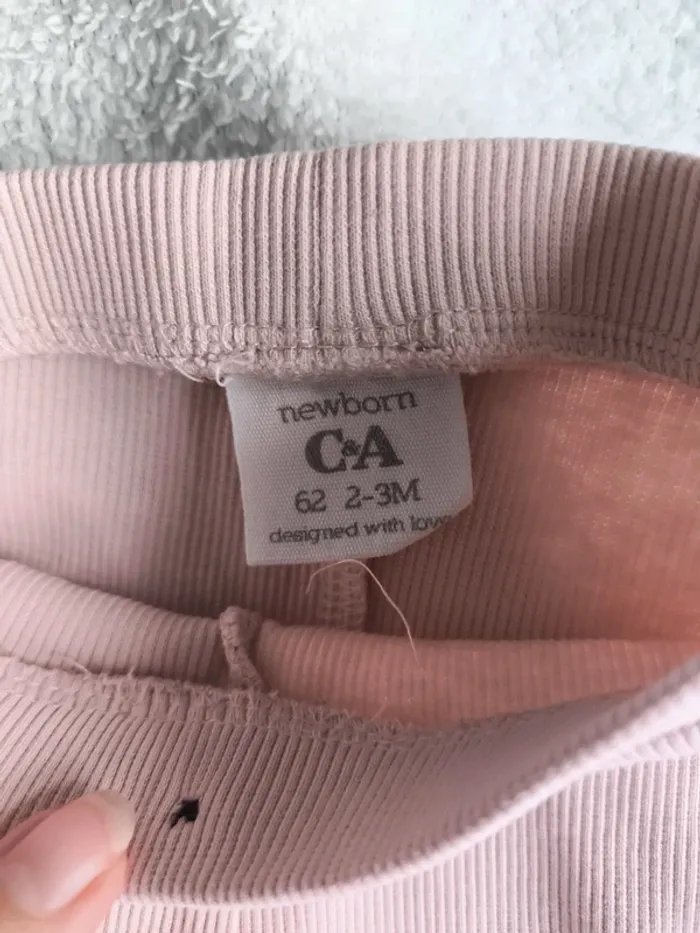 newborn
C&A
62 2-3M
designed with love